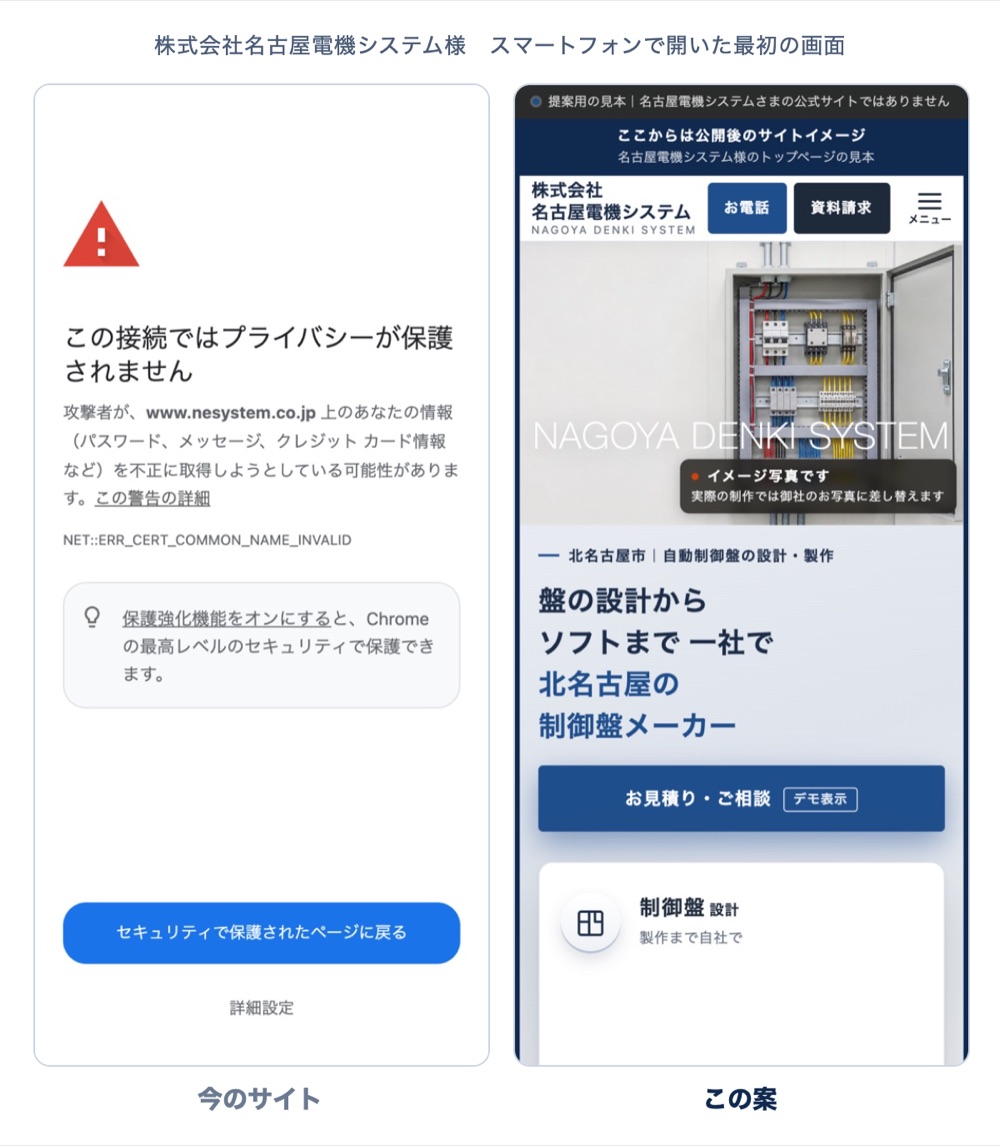 株式会社名古屋電機システム様　スマートフォンで開いた最初の画面
この接続ではプライバシーが保護
されません
攻撃者が、www.nesystem.co.jp 上のあなたの情報
（パスワード、メッセージ、クレジット カード情報
など）を不正に取得しようとしている可能性がありま
す。この警告の詳細
NET::ERR_CERT_COMMON_NAME_INVALID
保護強化機能をオンにすると、Chrome
の最高レベルのセキュリティで保護でき
ます。
セキュリティで保護されたページに戻る
詳細設定
今のサイト
提案用の見本｜名古屋電機システムさまの公式サイトではありません
ここからは公開後のサイトイメージ
名古屋電機システム様のトップページの見本
株式会社
名古屋電機システム
NAGOYA DENKI SYSTEM
お電話
資料請求
メニュー
NAGOYA DENKI SYSTEM
イメージ写真です
実際の制作では御社のお写真に差し替えます
北名古屋市｜自動制御盤の設計・製作
盤の設計から
ソフトまで 一社で
北名古屋の
制御盤メーカー
お見積り・ご相談 デモ表示
制御盤 設計
製作まで自社で
この案